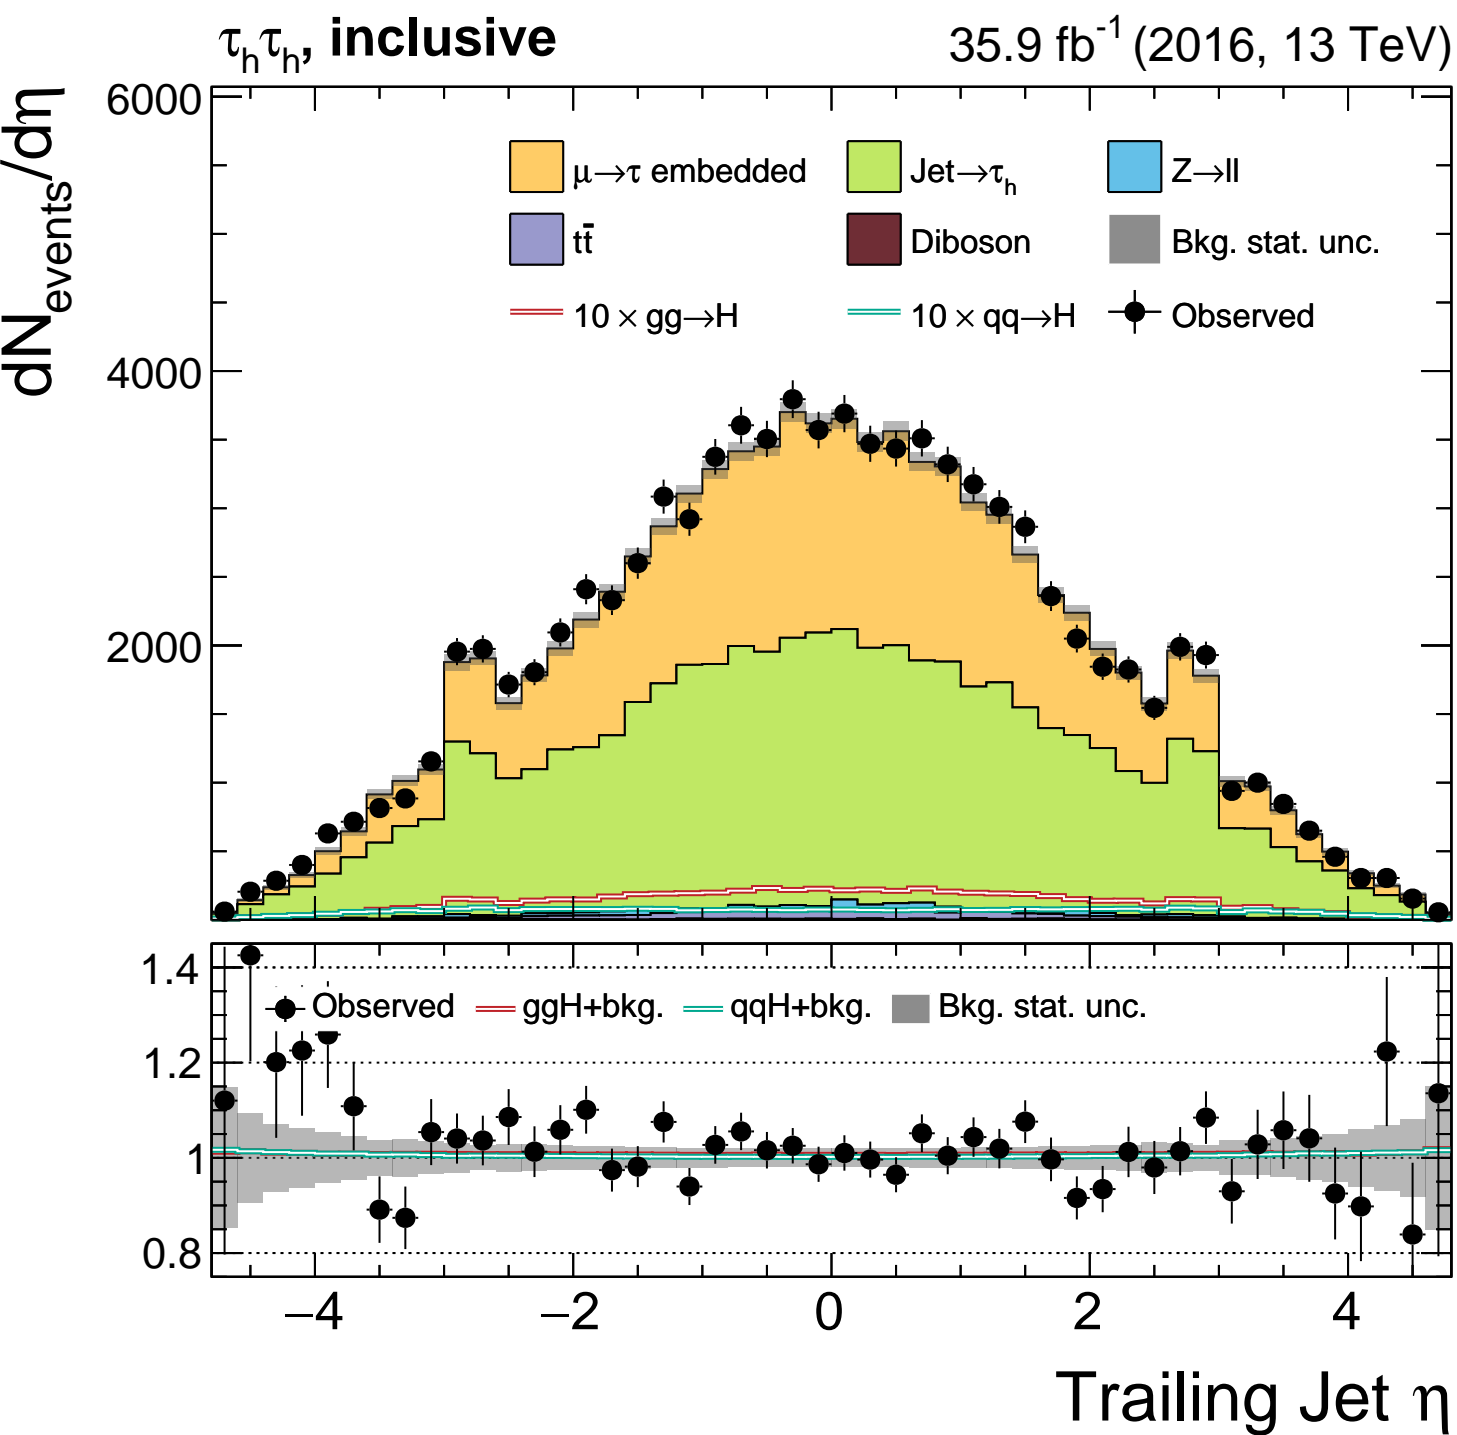 τhτh, inclusive 35.9 fb-1 (2016, 13 TeV)
dNevents/dη
6000
4000
2000
μ→τ embedded Jet→τh Z→ll
tt̄ Diboson Bkg. stat. unc.
10 × gg→H 10 × qq→H Observed
1.4
1.2
1
0.8
Observed ggH+bkg. qqH+bkg. Bkg. stat. unc.
−4 −2 0 2 4
Trailing Jet η